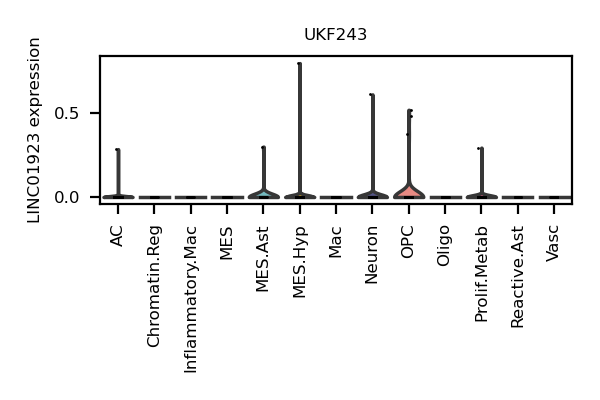 UKF243
LINC01923 expression
0.5
0.0
AC
Chromatin.Reg
Inflammatory.Mac
MES
MES.Ast
MES.Hyp
Mac
Neuron
OPC
Oligo
Prolif.Metab
Reactive.Ast
Vasc